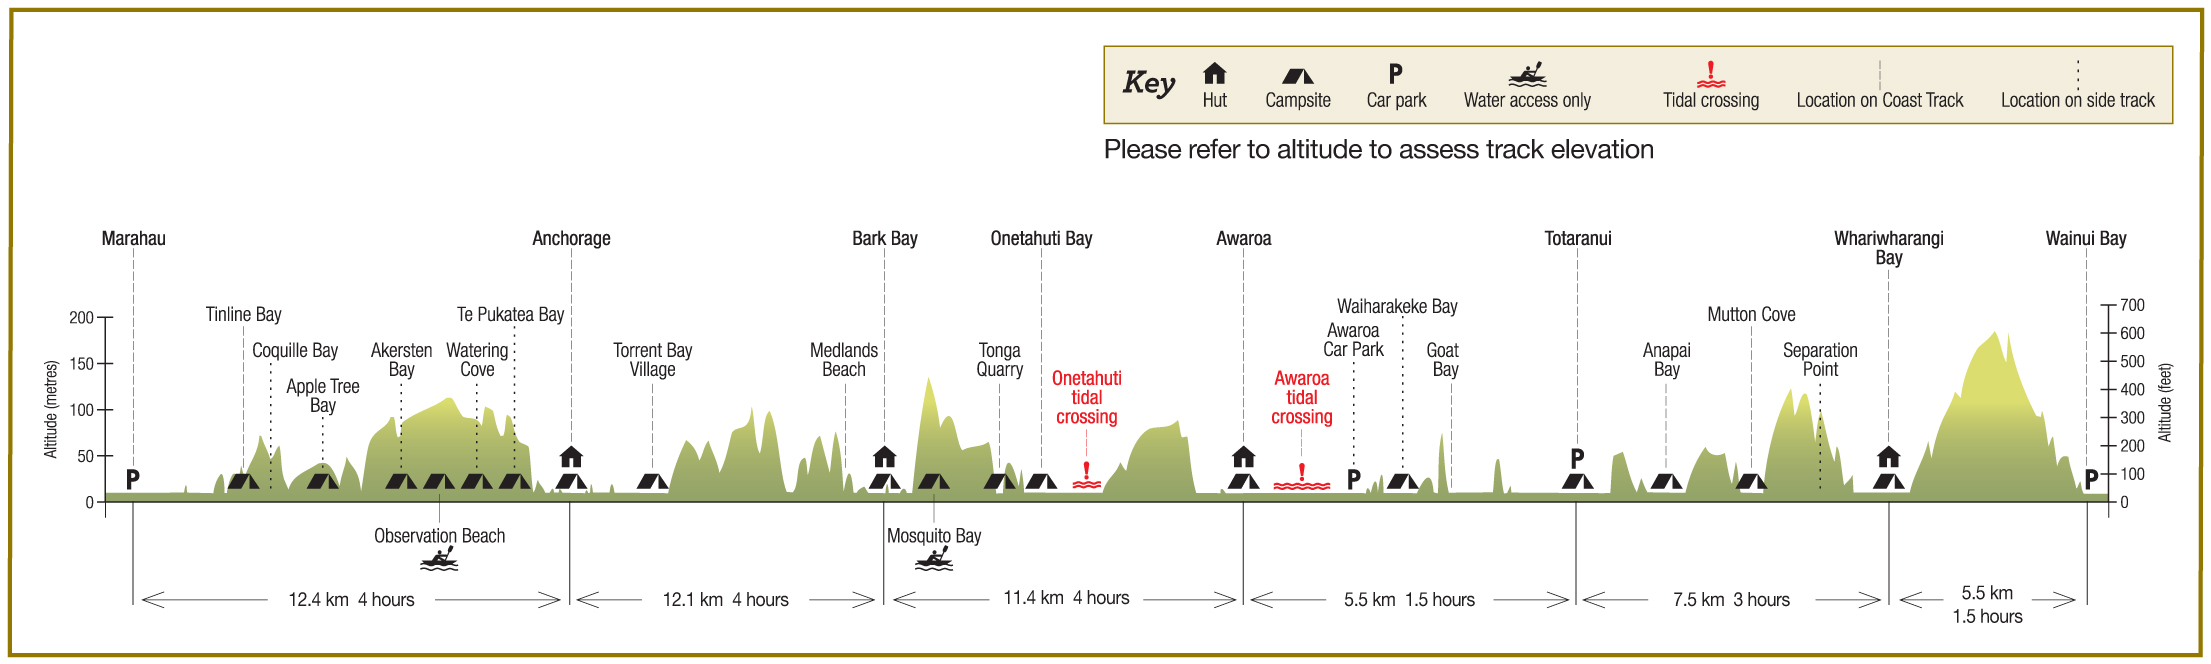 Key
Hut
Campsite
P
Car park
Water access only
Tidal crossing
Location on Coast Track
Location on side track
Please refer to altitude to assess track elevation
Marahau
Anchorage
Bark Bay
Onetahuti Bay
Awaroa
Totaranui
Whariwharangi
Bay
Wainui Bay
Tinline Bay
Coquille Bay
Apple Tree
Bay
Akersten
Bay
Watering
Cove
Te Pukatea Bay
Torrent Bay
Village
Medlands
Beach
Tonga
Quarry
Onetahuti
tidal
crossing
Awaroa
tidal
crossing
Waiharakeke Bay
Awaroa
Car Park
Goat
Bay
Anapai
Bay
Mutton Cove
Separation
Point
Altitude (metres)
200
150
100
50
0
Altitude (feet)
700
600
500
400
300
200
100
0
P
P
P
P
Observation Beach
Mosquito Bay
12.4 km 4 hours
12.1 km 4 hours
11.4 km 4 hours
5.5 km 1.5 hours
7.5 km 3 hours
5.5 km
1.5 hours